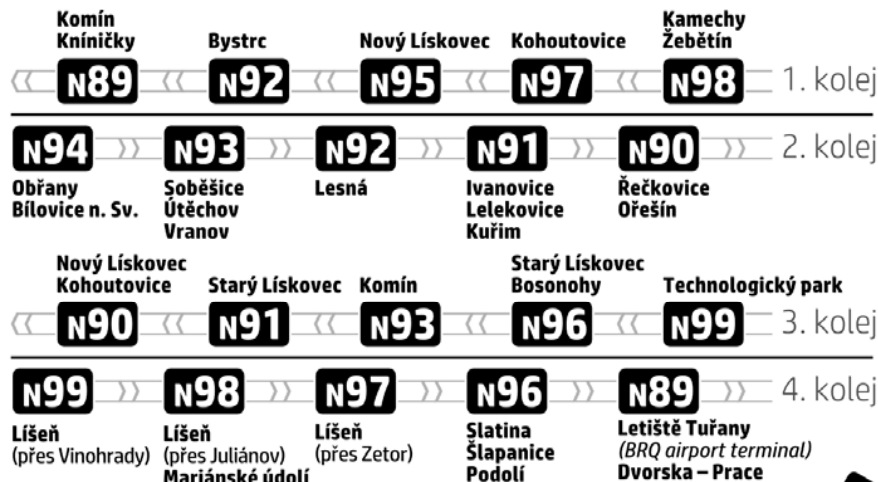 Komín Kamechy
Kníničky Bystrc Nový Lískovec Kohoutovice Žebětín
N89 N92 N95 N97 N98 1. kolej
N94 N93 N92 N91 N90 2. kolej
Obřany Soběšice Lesná Ivanovice Řečkovice
Bílovice n. Sv. Útěchov Lelekovice Ořešín
Vranov Kuřim
Nový Lískovec Starý Lískovec
Kohoutovice Starý Lískovec Komín Bosonohy Technologický park
N90 N91 N93 N96 N99 3. kolej
N99 N98 N97 N96 N89 4. kolej
Líšeň Líšeň Líšeň Slatina Letiště Tuřany
(přes Vinohrady) (přes Juliánov) (přes Zetor) Šlapanice (BRQ airport terminal)
Mariánské údolí Podolí Dvorska – Prace